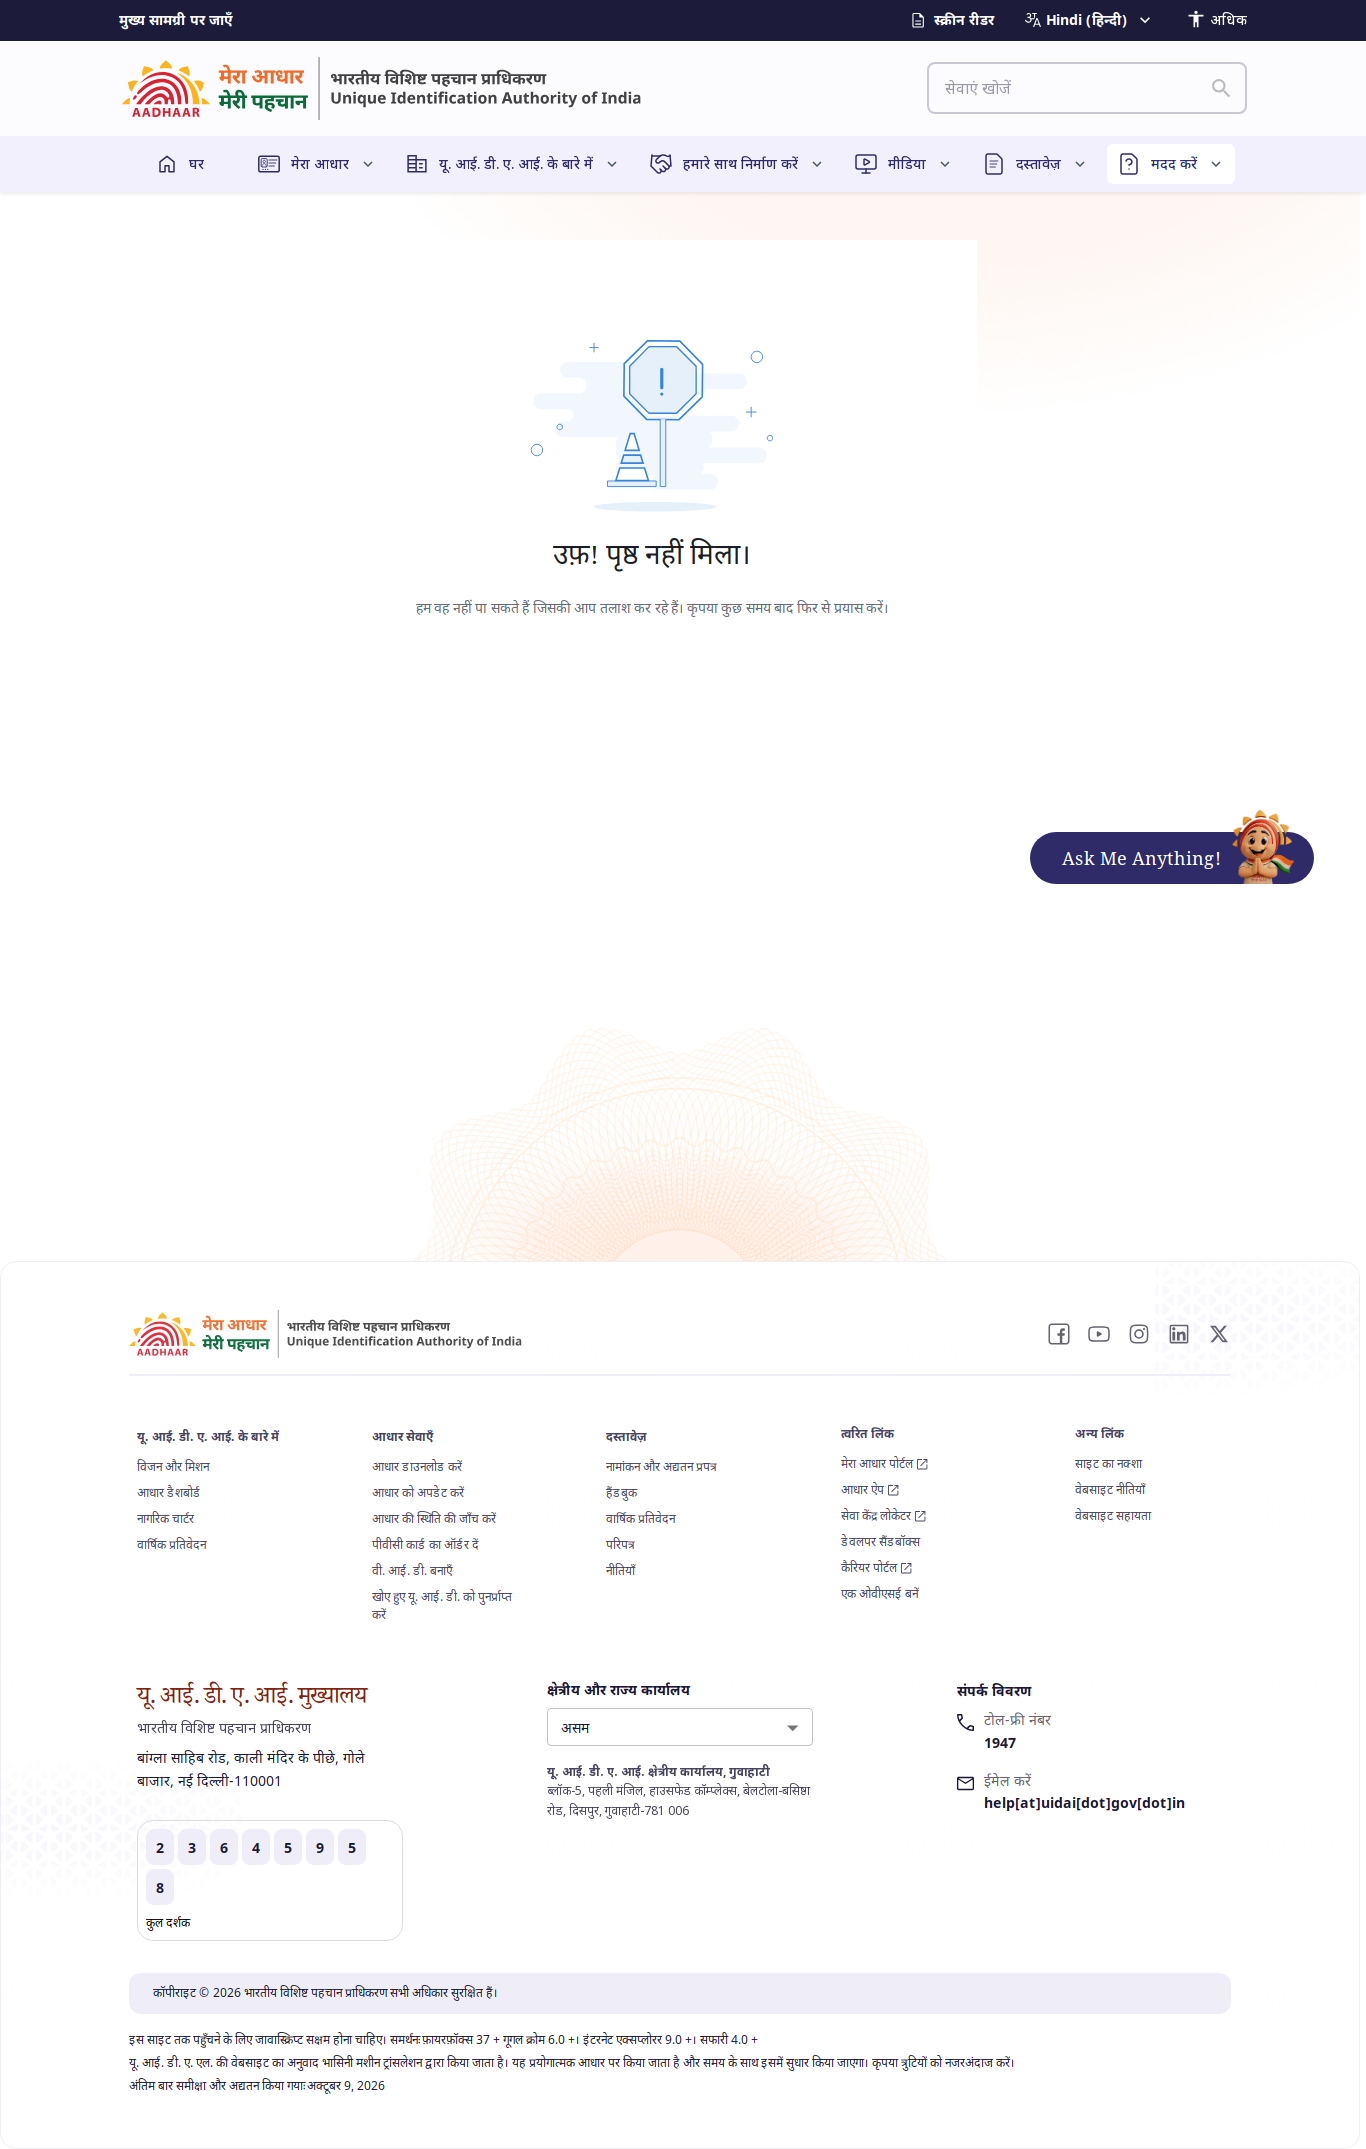 मुख्य सामग्री पर जाएँ
स्क्रीन रीडर
Hindi (हिन्दी)
अधिक
मेरा आधार
मेरी पहचान
AADHAAR
भारतीय विशिष्ट पहचान प्राधिकरण
Unique Identification Authority of India
सेवाएं खोजें
घर
मेरा आधार
यू. आई. डी. ए. आई. के बारे में
हमारे साथ निर्माण करें
मीडिया
दस्तावेज़
मदद करें
उफ़! पृष्ठ नहीं मिला।
हम वह नहीं पा सकते हैं जिसकी आप तलाश कर रहे हैं। कृपया कुछ समय बाद फिर से प्रयास करें।
Ask Me Anything!
मेरा आधार
मेरी पहचान
AADHAAR
भारतीय विशिष्ट पहचान प्राधिकरण
Unique Identification Authority of India
यू. आई. डी. ए. आई. के बारे में
विजन और मिशन
आधार डैशबोर्ड
नागरिक चार्टर
वार्षिक प्रतिवेदन
आधार सेवाएँ
आधार डाउनलोड करें
आधार को अपडेट करें
आधार की स्थिति की जाँच करें
पीवीसी कार्ड का ऑर्डर दें
वी. आई. डी. बनाएँ
खोए हुए यू. आई. डी. को पुनर्प्राप्त
करें
दस्तावेज़
नामांकन और अद्यतन प्रपत्र
हैंडबुक
वार्षिक प्रतिवेदन
परिपत्र
नीतियाँ
त्वरित लिंक
मेरा आधार पोर्टल
आधार ऐप
सेवा केंद्र लोकेटर
डेवलपर सैंडबॉक्स
कैरियर पोर्टल
एक ओवीएसई बनें
अन्य लिंक
साइट का नक्शा
वेबसाइट नीतियाँ
वेबसाइट सहायता
यू. आई. डी. ए. आई. मुख्यालय
भारतीय विशिष्ट पहचान प्राधिकरण
बांग्ला साहिब रोड, काली मंदिर के पीछे, गोले
बाजार, नई दिल्ली-110001
2 3 6 4 5 9 5
8
कुल दर्शक
क्षेत्रीय और राज्य कार्यालय
असम
यू. आई. डी. ए. आई. क्षेत्रीय कार्यालय, गुवाहाटी
ब्लॉक-5, पहली मंजिल, हाउसफेड कॉम्प्लेक्स, बेलटोला-बसिष्ठा
रोड, दिसपुर, गुवाहाटी-781 006
संपर्क विवरण
टोल-फ्री नंबर
1947
ईमेल करें
help[at]uidai[dot]gov[dot]in
कॉपीराइट © 2026 भारतीय विशिष्ट पहचान प्राधिकरण सभी अधिकार सुरक्षित हैं।
इस साइट तक पहुँचने के लिए जावास्क्रिप्ट सक्षम होना चाहिए। समर्थनः फ़ायरफ़ॉक्स 37 + गूगल क्रोम 6.0 +। इंटरनेट एक्सप्लोरर 9.0 +। सफारी 4.0 +
यू. आई. डी. ए. एल. की वेबसाइट का अनुवाद भासिनी मशीन ट्रांसलेशन द्वारा किया जाता है। यह प्रयोगात्मक आधार पर किया जाता है और समय के साथ इसमें सुधार किया जाएगा। कृपया त्रुटियों को नजरअंदाज करें।
अंतिम बार समीक्षा और अद्यतन किया गयाः अक्टूबर 9, 2026